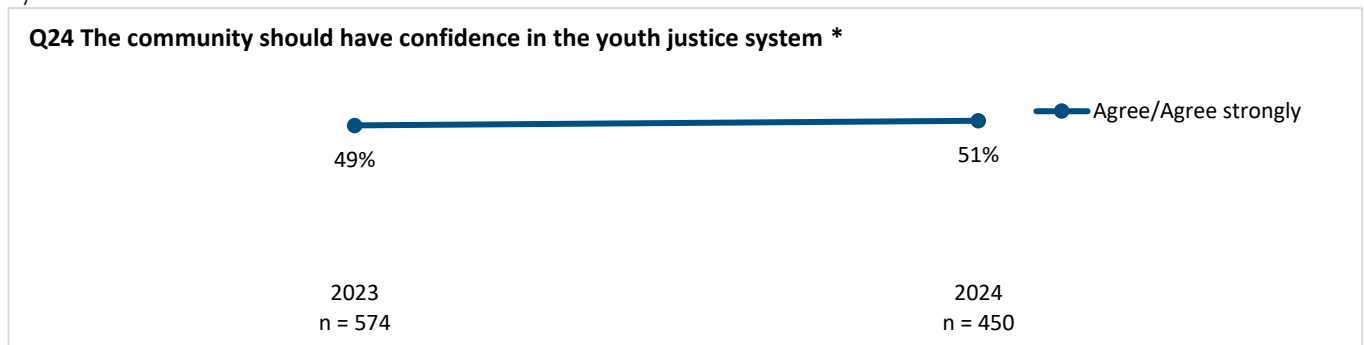 Q24 The community should have confidence in the youth justice system *
Agree/Agree strongly
49%
51%
2023
2024
n = 574
n = 450